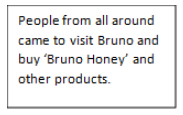 People from all around
came to visit Bruno and
buy ‘Bruno Honey’ and
other products.